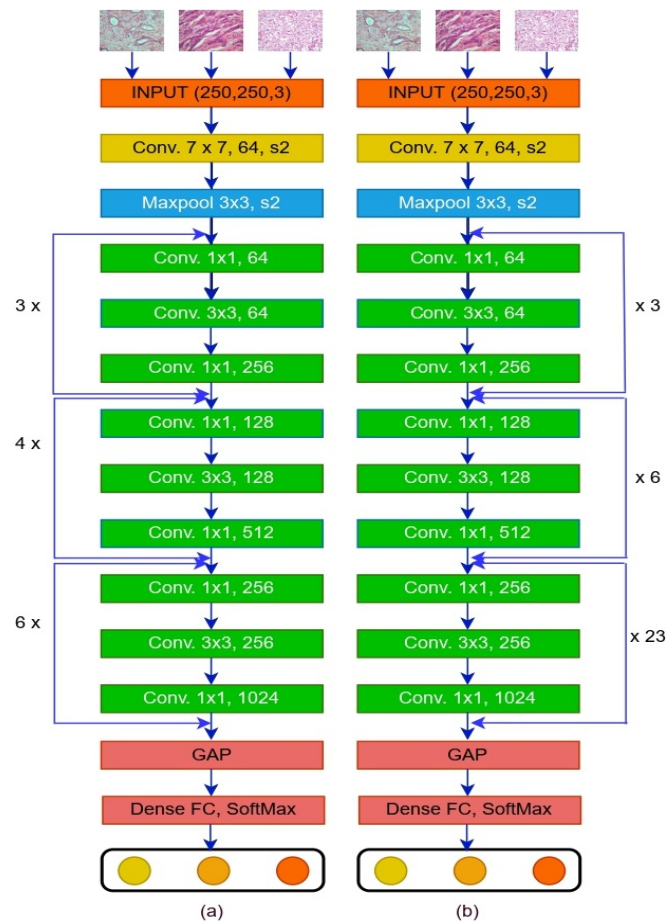 INPUT (250,250,3)
Conv. 7 x 7, 64, s2
Maxpool 3x3, s2
Conv. 1x1, 64
3 x
Conv. 3x3, 64
Conv. 1x1, 256
Conv. 1x1, 128
4 x
Conv. 3x3, 128
Conv. 1x1, 512
Conv. 1x1, 256
6 x
Conv. 3x3, 256
Conv. 1x1, 1024
GAP
Dense FC, SoftMax
(a)
INPUT (250,250,3)
Conv. 7 x 7, 64, s2
Maxpool 3x3, s2
Conv. 1x1, 64
x 3
Conv. 3x3, 64
Conv. 1x1, 256
Conv. 1x1, 128
x 6
Conv. 3x3, 128
Conv. 1x1, 512
Conv. 1x1, 256
x 23
Conv. 3x3, 256
Conv. 1x1, 1024
GAP
Dense FC, SoftMax
(b)